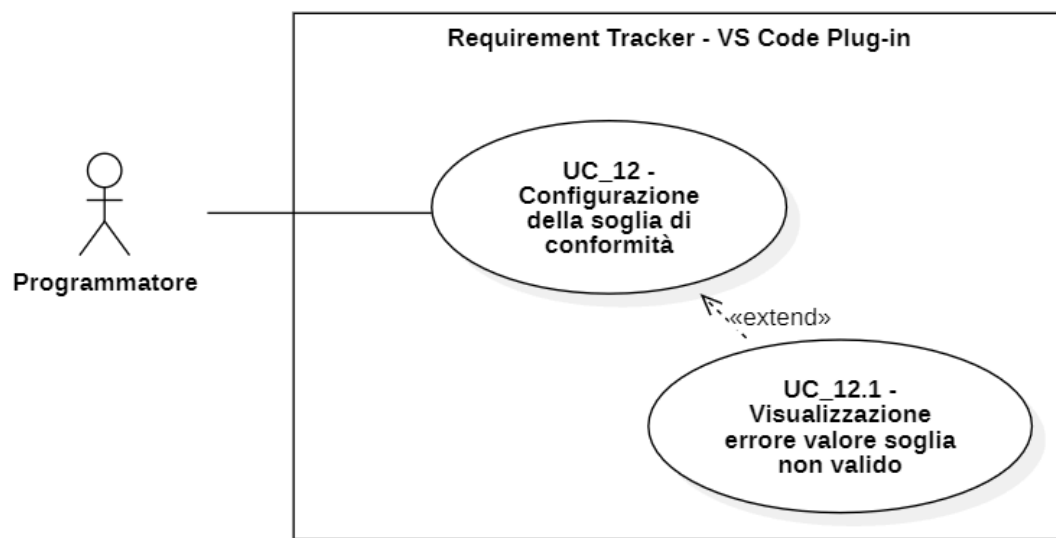 Requirement Tracker - VS Code Plug-in
UC_12 -
Configurazione
della soglia di
conformità
Programmatore
«extend»
UC_12.1 -
Visualizzazione
errore valore soglia
non valido